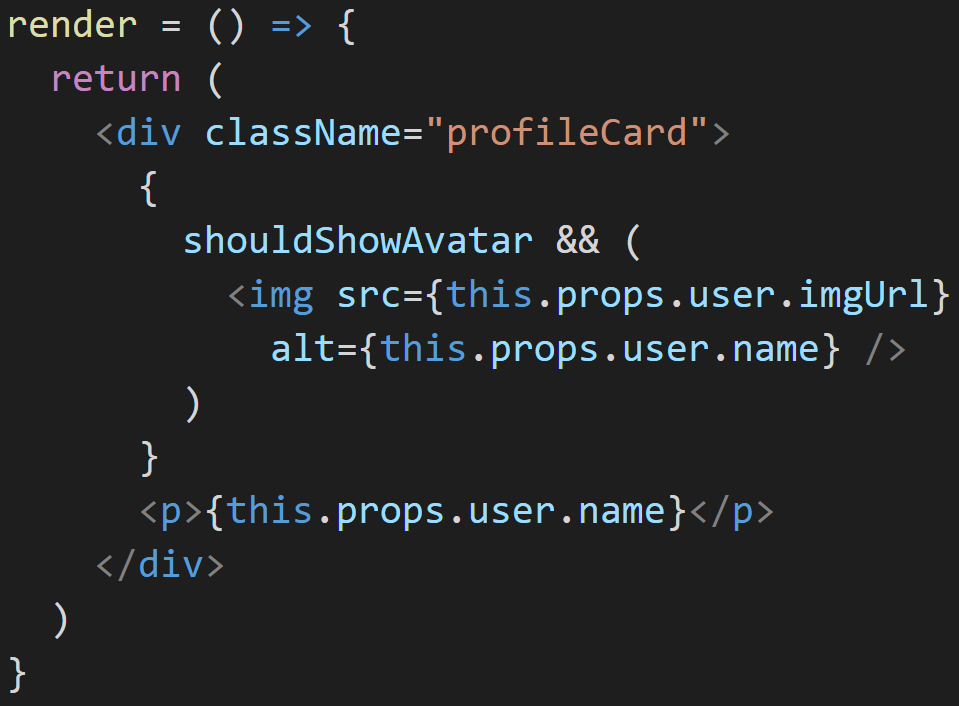 render = () => {
  return (
    <div className="profileCard">
      {
        shouldShowAvatar && (
          <img src={this.props.user.imgUrl}
            alt={this.props.user.name} />
        )
      }
      <p>{this.props.user.name}</p>
    </div>
  )
}